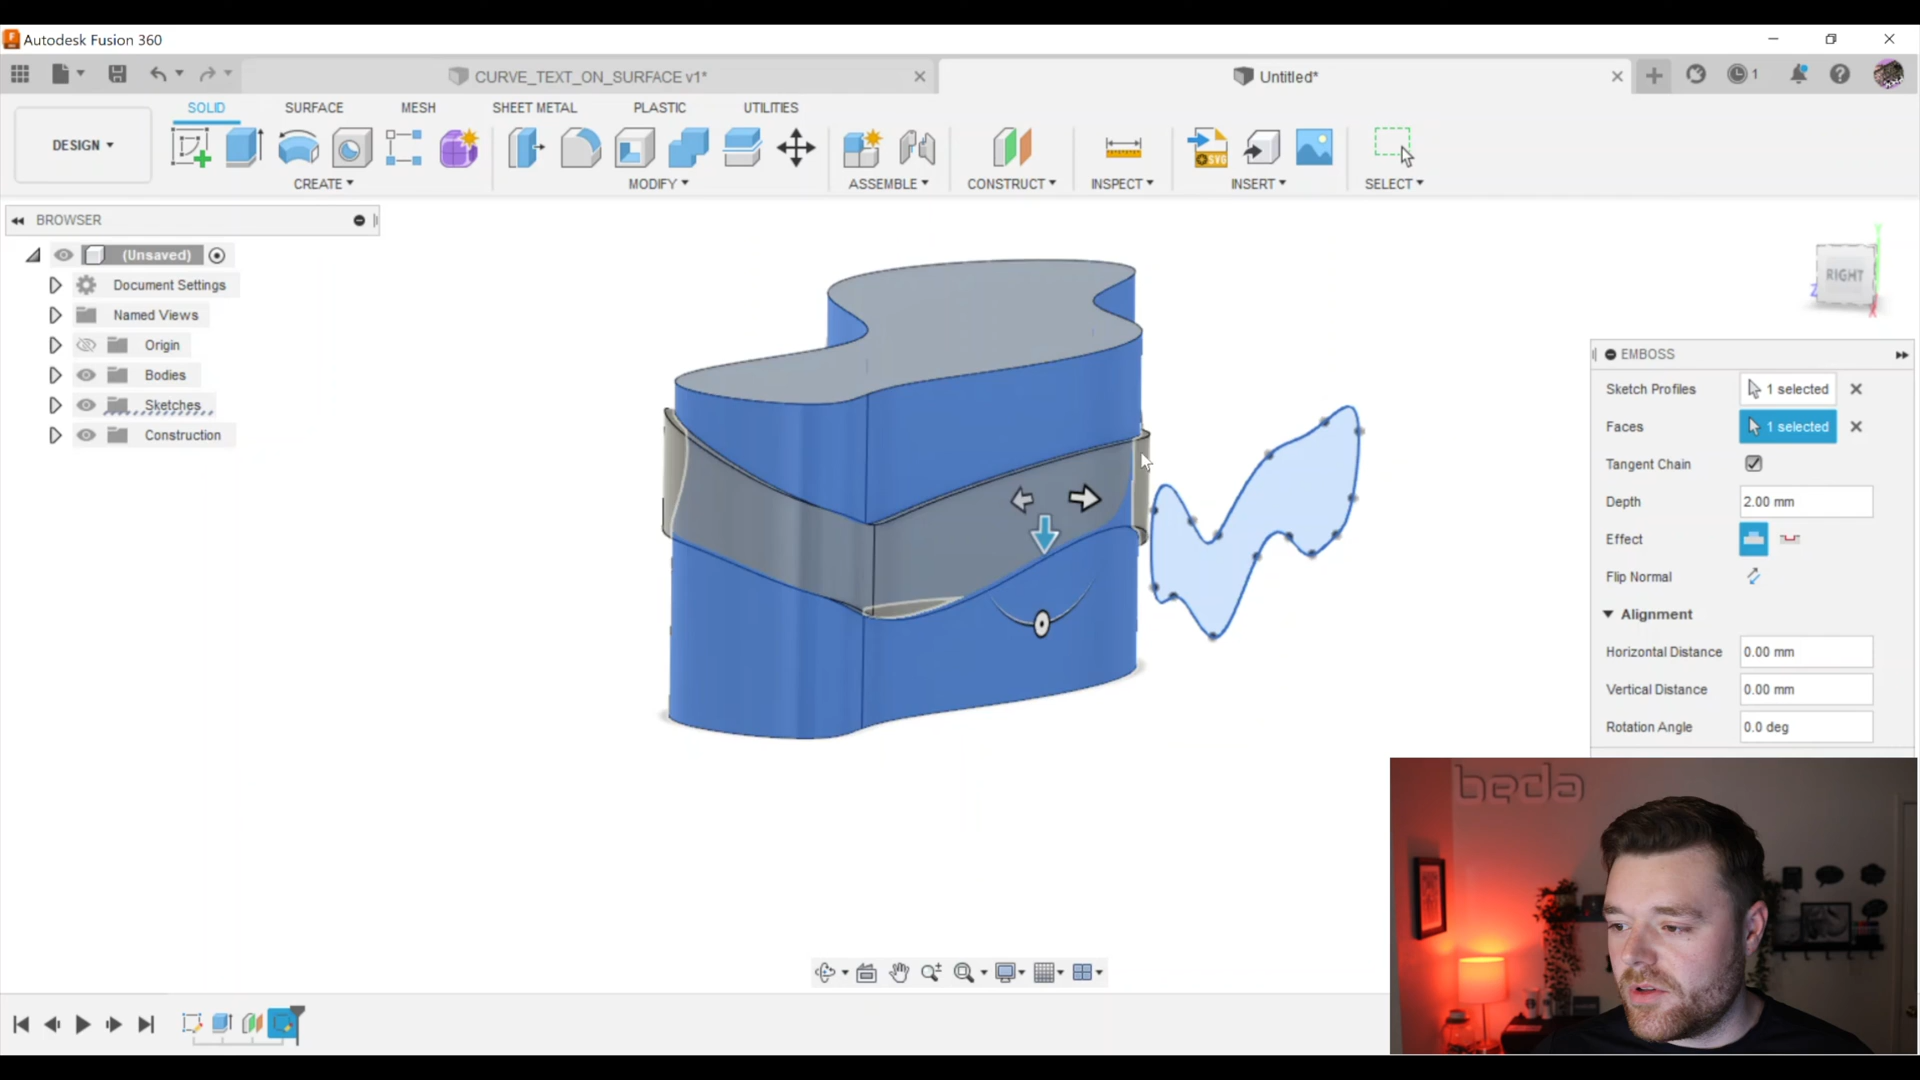 Autodesk Fusion 360
CURVE_TEXT_ON_SURFACE v1*
Untitled*
1
DESIGN
SOLID
SURFACE
MESH
SHEET METAL
PLASTIC
UTILITIES
SVG
CREATE
MODIFY
ASSEMBLE
CONSTRUCT
INSPECT
INSERT
SELECT
BROWSER
(Unsaved)
Document Settings
Named Views
Origin
Bodies
Sketches
Construction
RIGHT
Z
Y
X
EMBOSS
Sketch Profiles 1 selected
Faces 1 selected
Tangent Chain
Depth 2.00 mm
Effect
Flip Normal
Alignment
Horizontal Distance 0.00 mm
Vertical Distance 0.00 mm
Rotation Angle 0.0 deg
beda